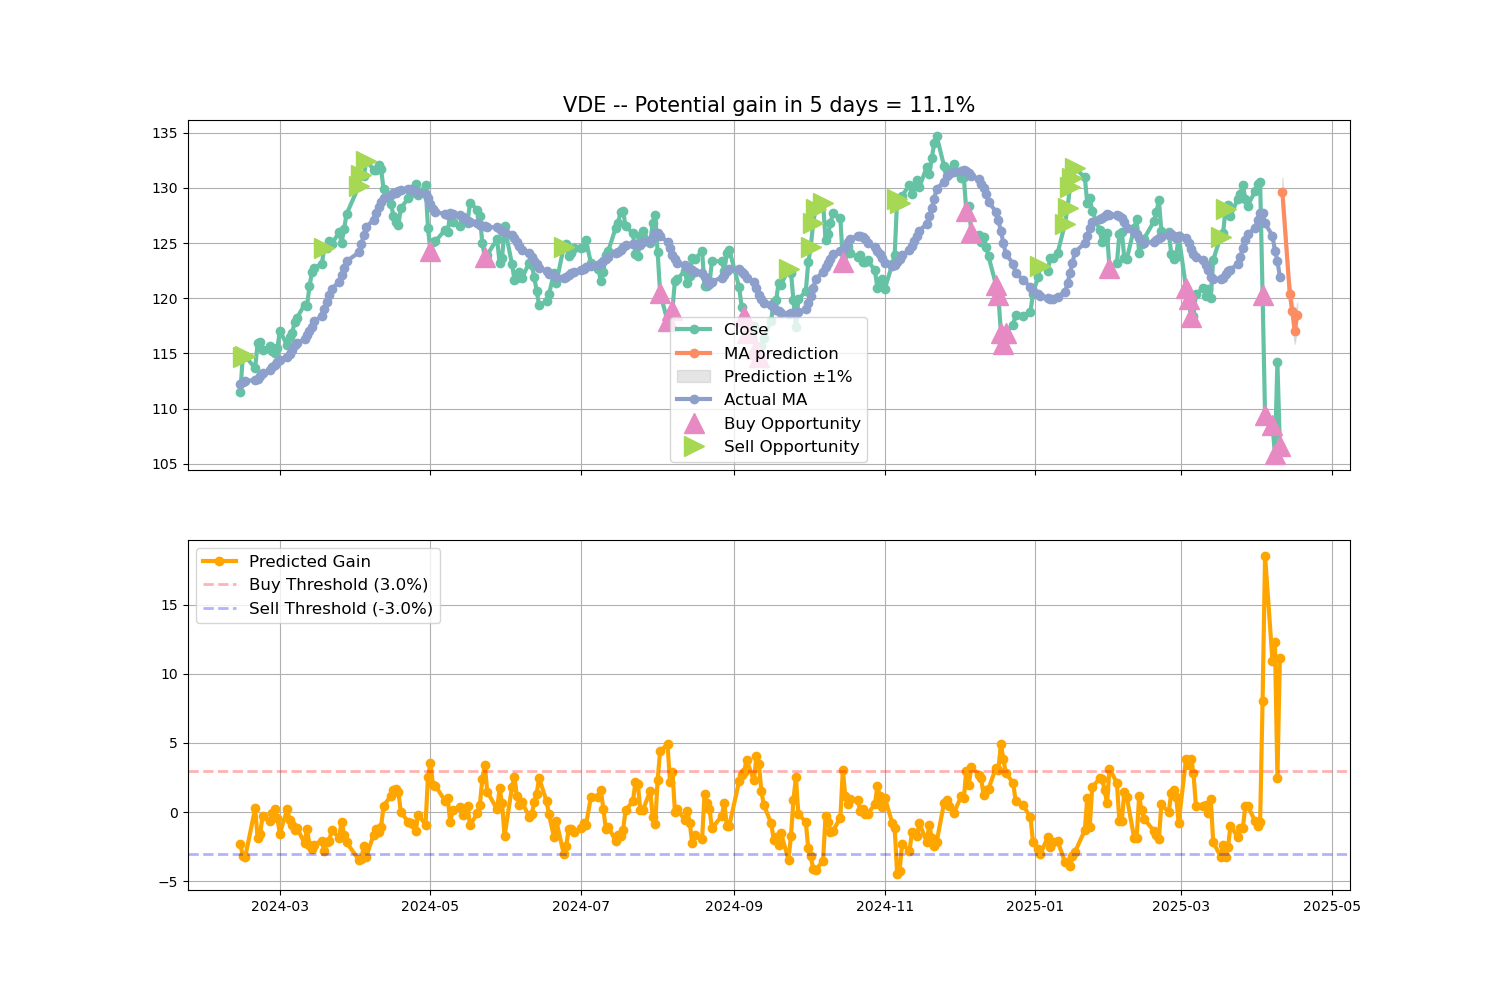 VDE -- Potential gain in 5 days = 11.1%
135
130
125
120
115
110
105
Close
MA prediction
Prediction ±1%
Actual MA
Buy Opportunity
Sell Opportunity
Predicted Gain
Buy Threshold (3.0%)
Sell Threshold (-3.0%)
15
10
5
0
−5
2024-03 2024-05 2024-07 2024-09 2024-11 2025-01 2025-03 2025-05